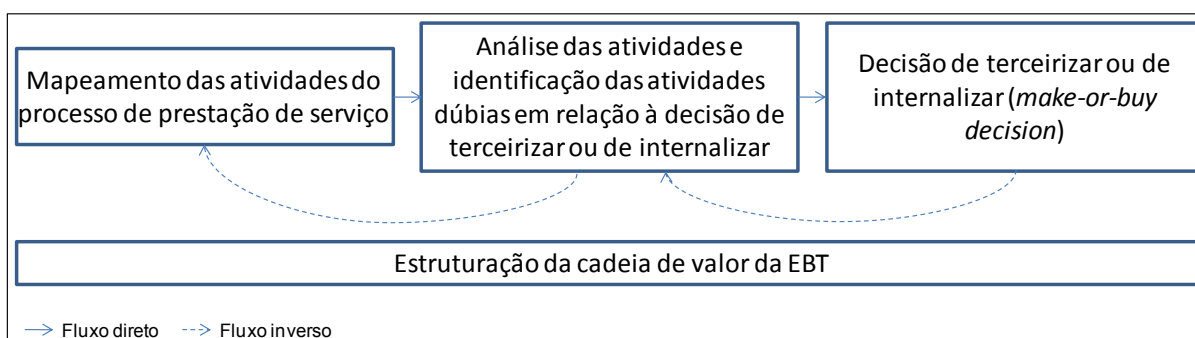 Mapeamento das atividades do
processo de prestação de serviço
Análise das atividades e
identificação das atividades
dúbias em relação à decisão de
terceirizar ou de internalizar
Decisão de terceirizar ou de
internalizar (make-or-buy
decision)
Estruturação da cadeia de valor da EBT
Fluxo direto
Fluxo inverso